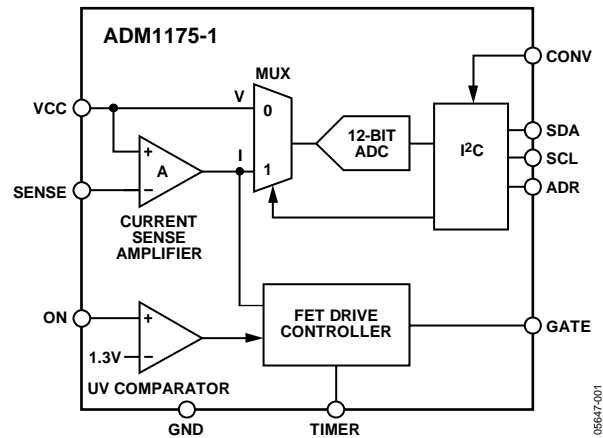 ADM1175-1
MUX
CONV
VCC
V
0
12-BIT
ADC
I²C
SDA
SCL
ADR
+
A
–
I
1
SENSE
CURRENT
SENSE
AMPLIFIER
ON
+
1.3V
–
FET DRIVE
CONTROLLER
GATE
UV COMPARATOR
GND
TIMER
05647-001